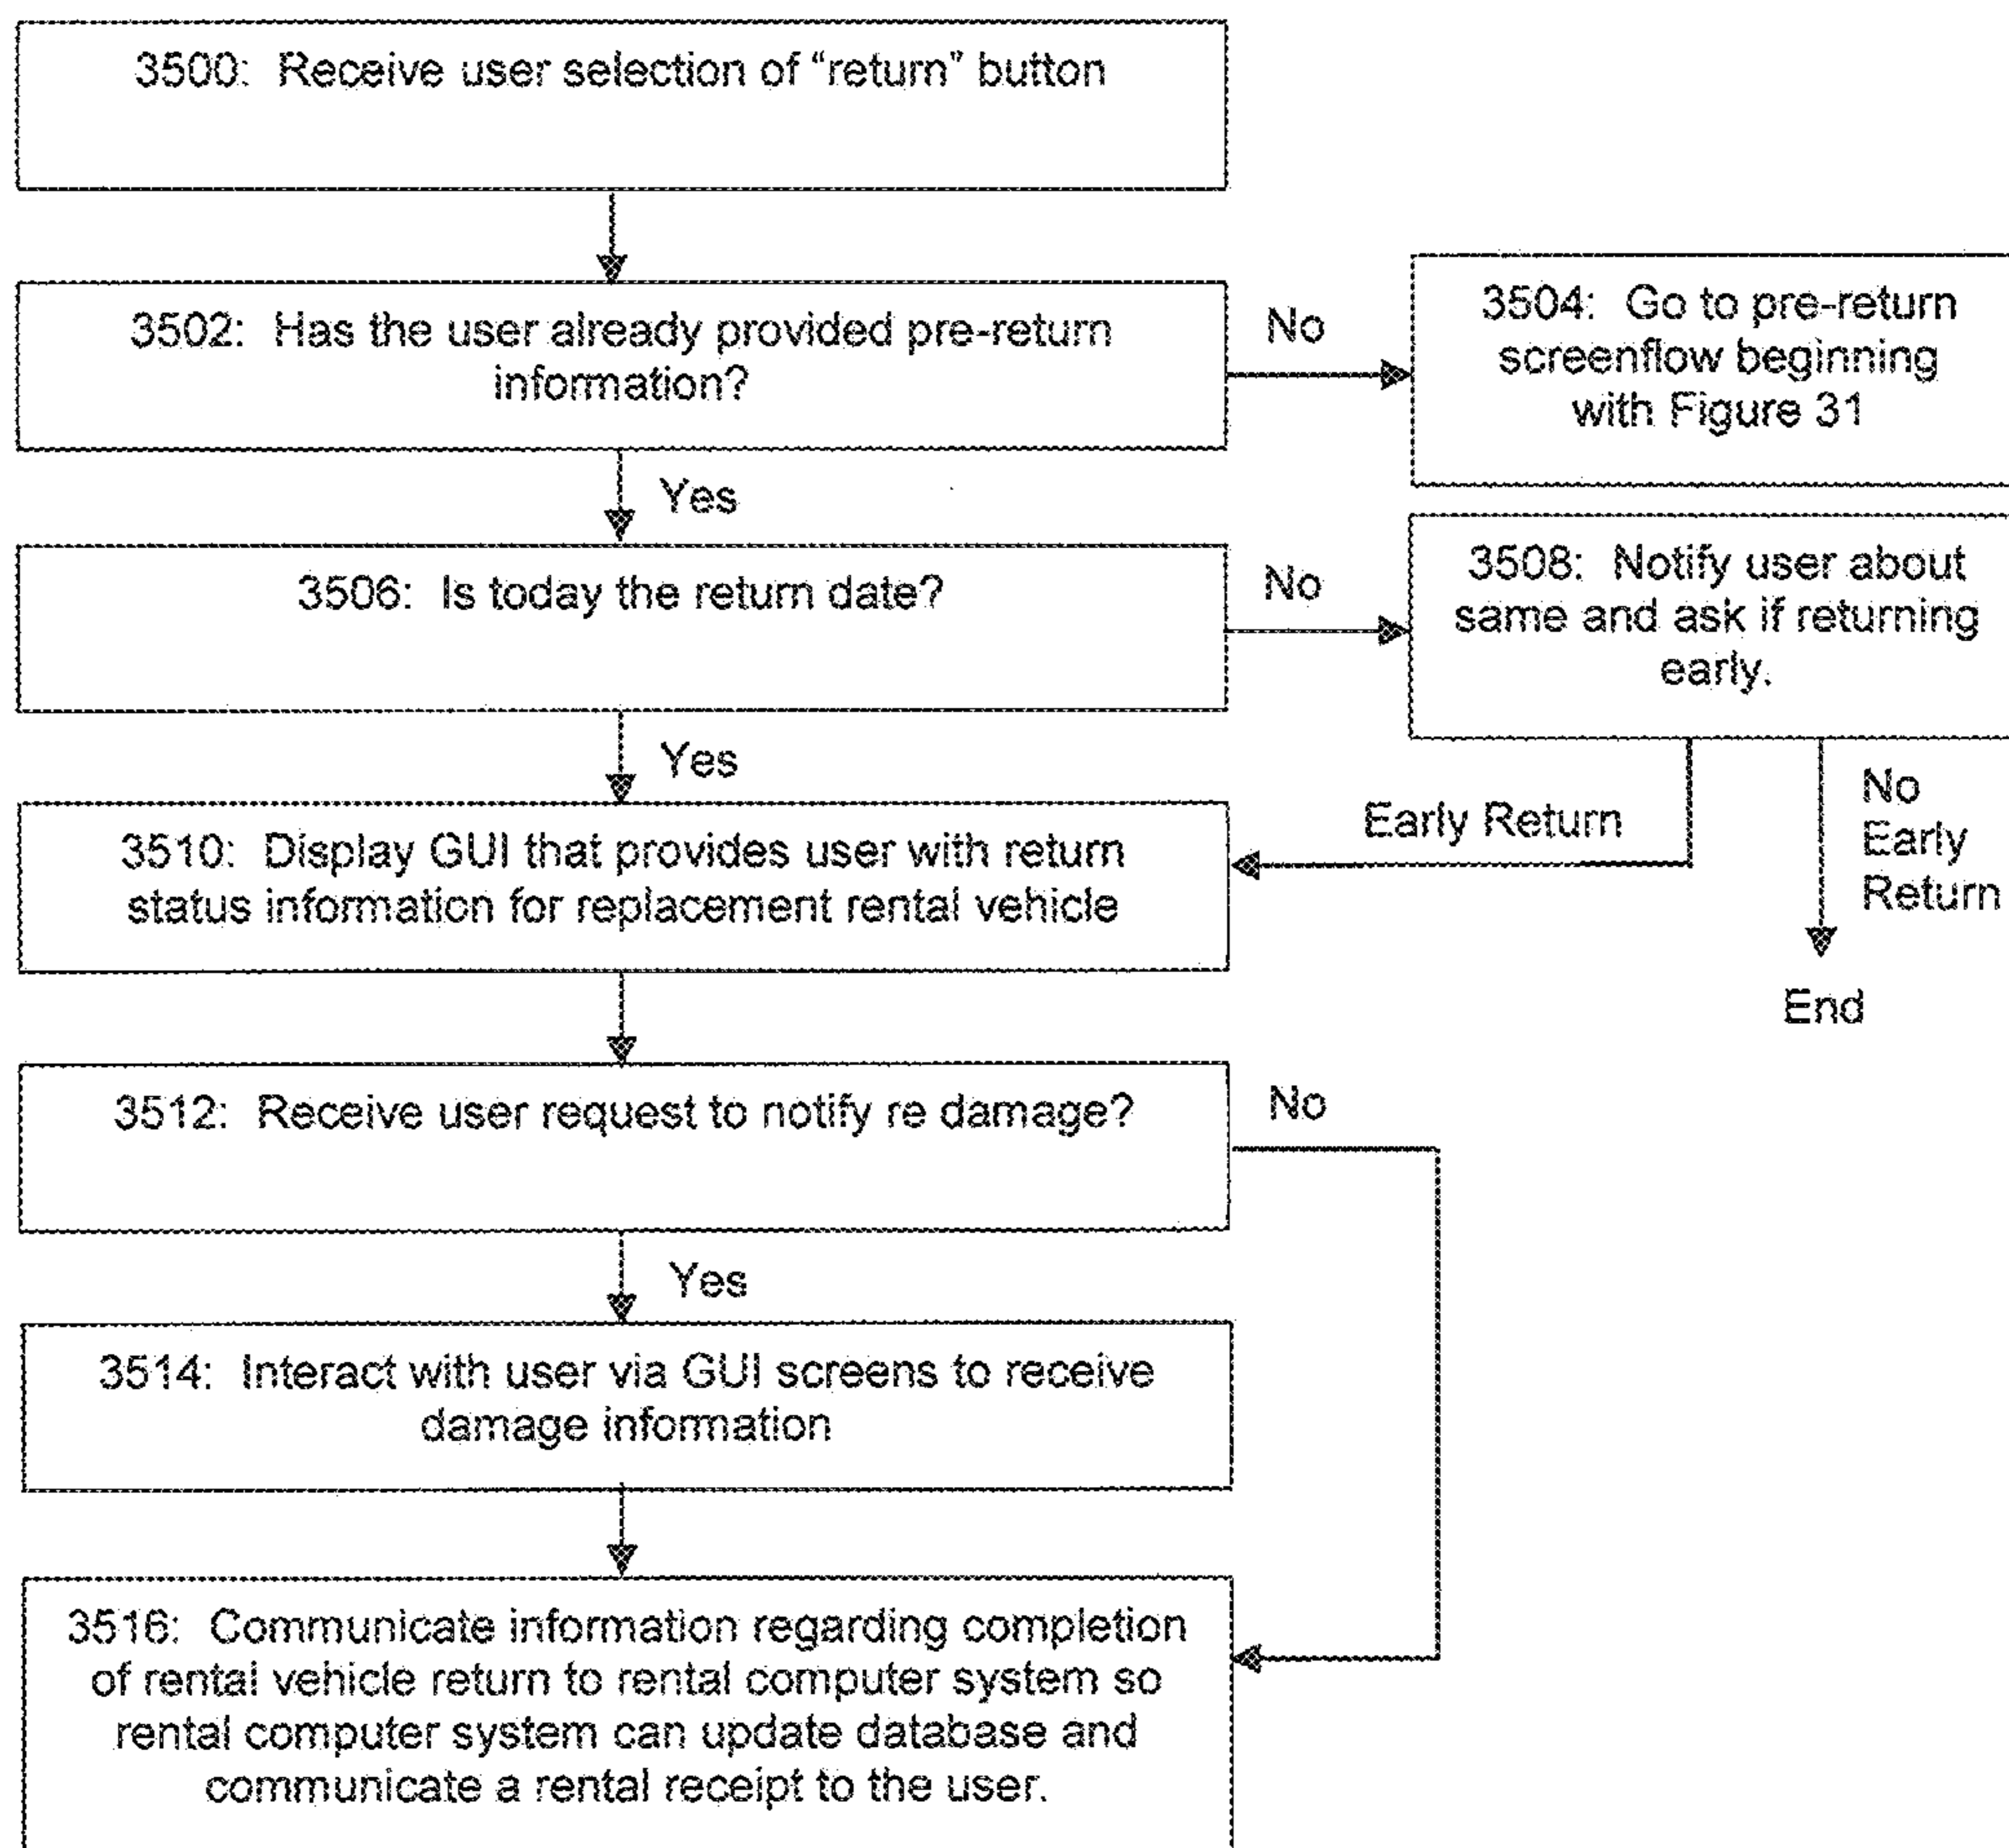 3500: Receive user selection of “return” button
3502: Has the user already provided pre-return
information?
No
3504: Go to pre-return
screenflow beginning
with Figure 31
Yes
3506: Is today the return date?
No
3508: Notify user about
same and ask if returning
early.
Yes
Early Return
No
Early
Return
End
3510: Display GUI that provides user with return
status information for replacement rental vehicle
3512: Receive user request to notify re damage?
No
Yes
3514: Interact with user via GUI screens to receive
damage information
3516: Communicate information regarding completion
of rental vehicle return to rental computer system so
rental computer system can update database and
communicate a rental receipt to the user.